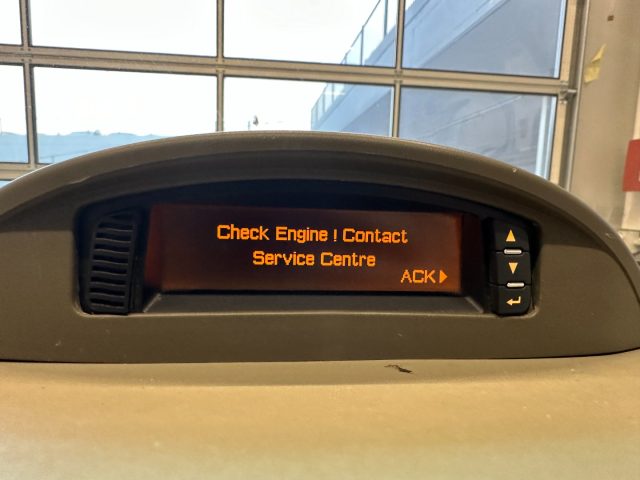 Check Engine ! Contact
Service Centre
ACK